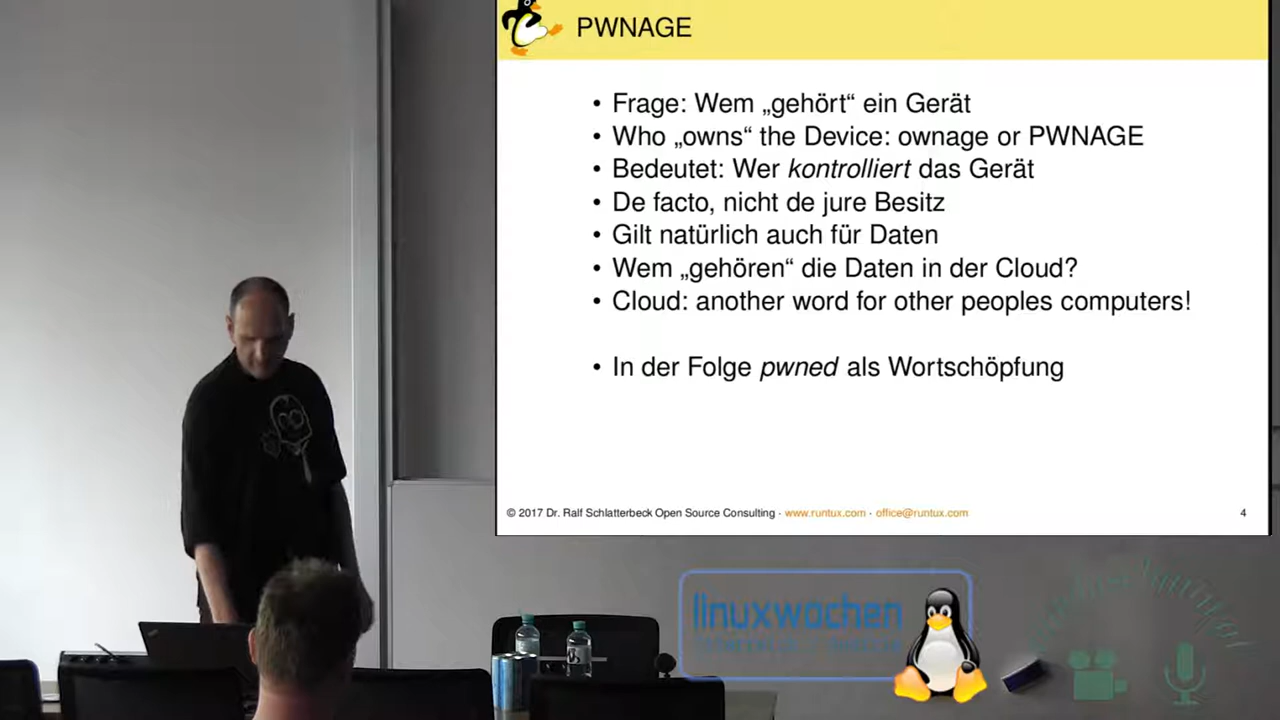 PWNAGE
• Frage: Wem „gehört“ ein Gerät
• Who „owns“ the Device: ownage or PWNAGE
• Bedeutet: Wer kontrolliert das Gerät
• De facto, nicht de jure Besitz
• Gilt natürlich auch für Daten
• Wem „gehören“ die Daten in der Cloud?
• Cloud: another word for other peoples computers!
• In der Folge pwned als Wortschöpfung
© 2017 Dr. Ralf Schlatterbeck Open Source Consulting · www.runtux.com · office@runtux.com 4
linuxwochen